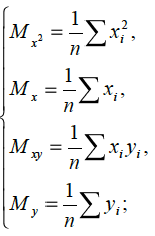 M_{x^2} = \frac{1}{n} \sum x_i^2,
M_x = \frac{1}{n} \sum x_i,
M_{xy} = \frac{1}{n} \sum x_i y_i,
M_y = \frac{1}{n} \sum y_i;